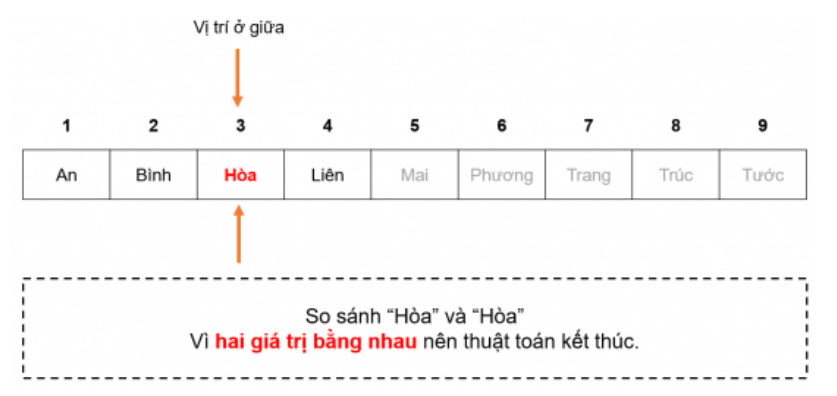 Vị trí ở giữa
1 2 3 4 5 6 7 8 9
An Bình Hòa Liên Mai Phương Trang Trúc Tước
So sánh “Hòa” và “Hòa”
Vì hai giá trị bằng nhau nên thuật toán kết thúc.